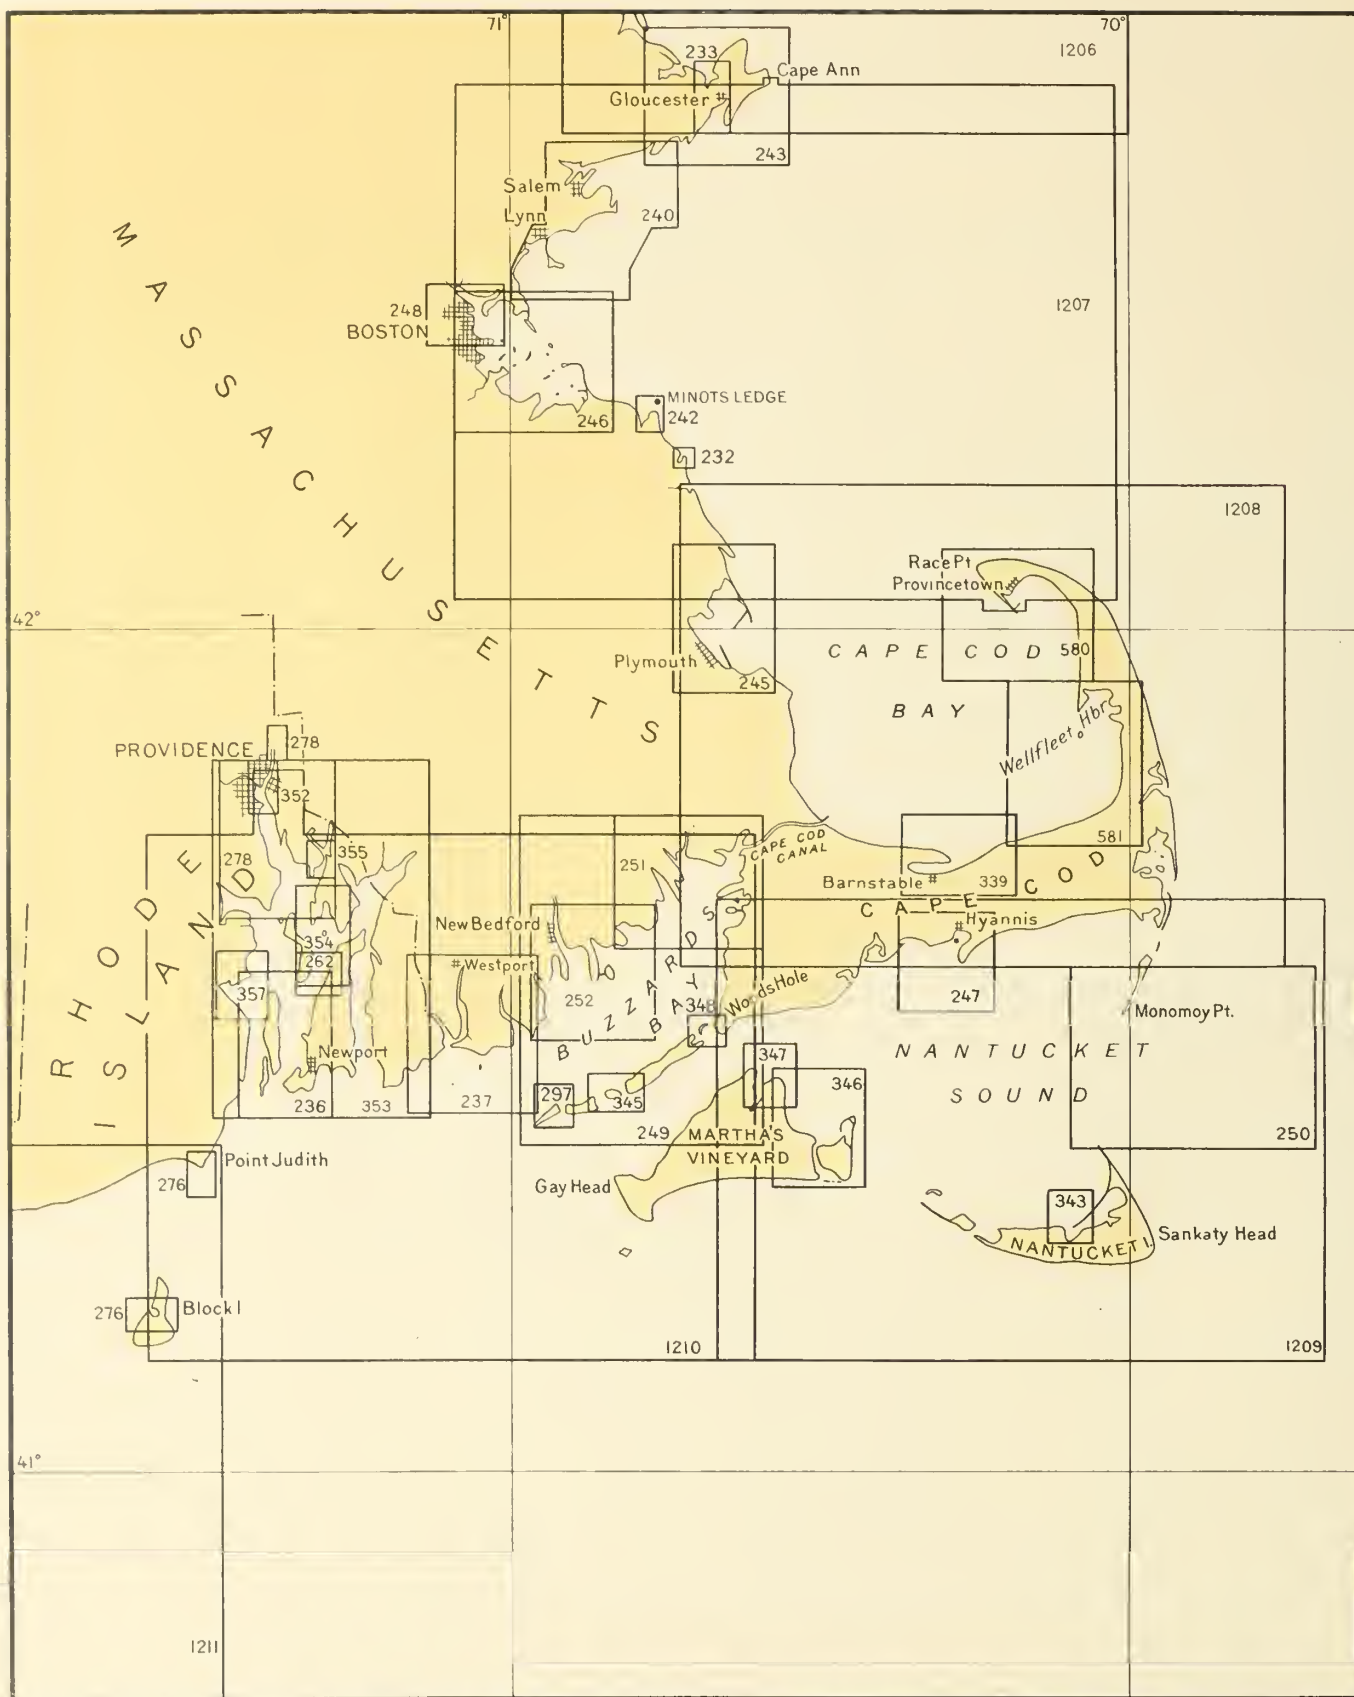 71°
70°
1206
233
Cape Ann
Gloucester
243
Salem
Lynn
240
MASSACHUSETTS
248
BOSTON
1207
246
MINOTS LEDGE
242
232
1208
Race Pt
Provincetown
42°
CAPE COD
BAY
580
Plymouth
245
Wellfleet Hbr
PROVIDENCE
278
352
278
355
RHODE
ISLAND
354
262
357
Newport
236
353
237
251
CAPE COD
CANAL
581
Barnstable
339
CAPE COD
New Bedford
Westport
252
BUZZARDS
BAY
Hyannis
348
Woods Hole
247
Monomoy Pt.
NANTUCKET
SOUND
347
346
297
345
249
MARTHA'S
VINEYARD
250
Point Judith
276
Gay Head
343
Sankaty Head
NANTUCKET I.
276
Block I
1210
1209
41°
1211